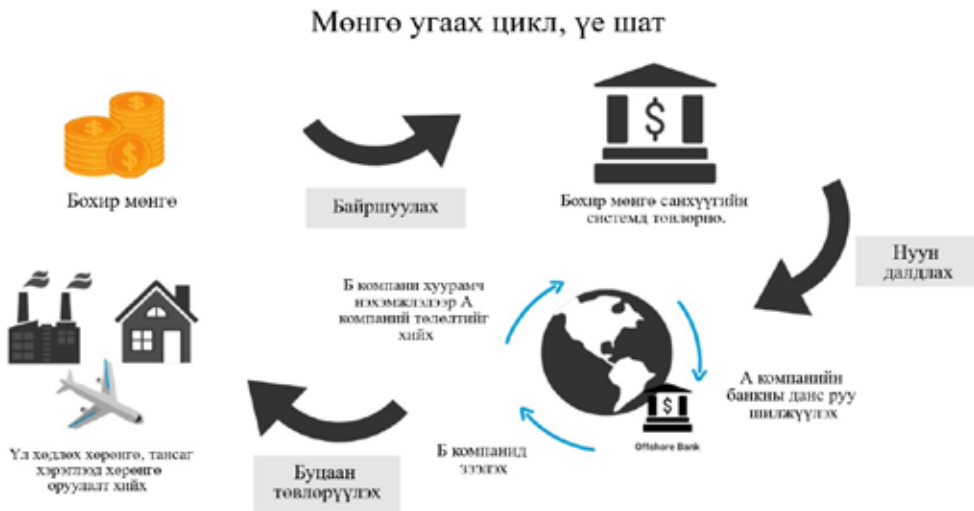 Мөнгө угаах цикл, үе шат
Бохир мөнгө
Байршуулах
Бохир мөнгө санхүүгийн
системд төвлөрнө.
Нуун
далдлах
А компанийн
банкны данс руу
шилжүүлэх
Offshore Bank
Б компанид
зээлэх
Б компани хуурамч
нэхэмжлэлээр А
компаний төлөлтийг
хийх
Буцаан
төвлөрүүлэх
Үл хөдлөх хөрөнгө, тансаг
хэрэглээд хөрөнгө
оруулалт хийх